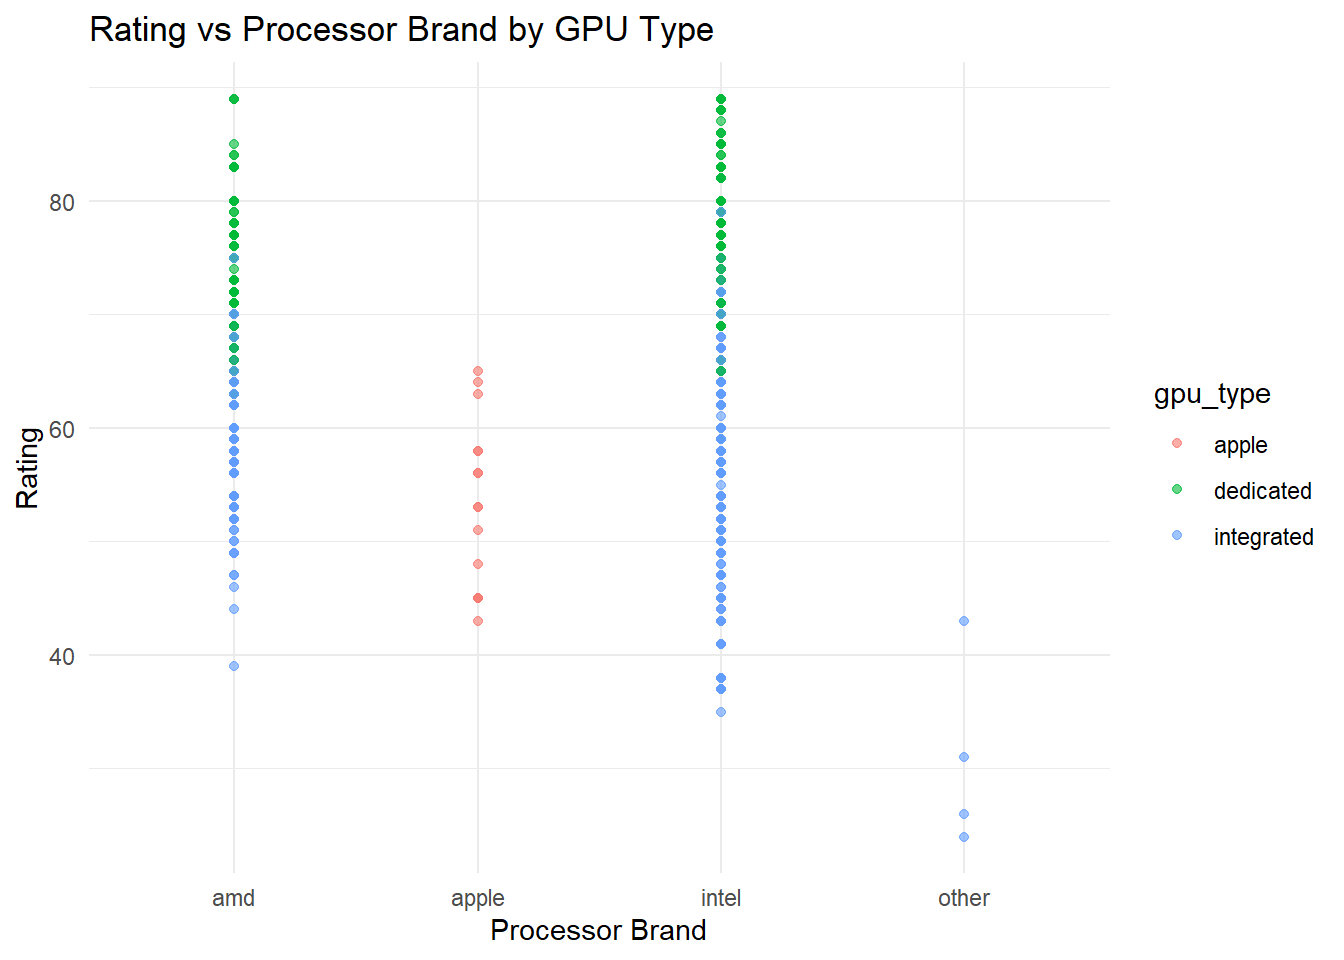 Rating vs Processor Brand by GPU Type
80
60
40
Rating
amd
apple
intel
other
Processor Brand
gpu_type
apple
dedicated
integrated